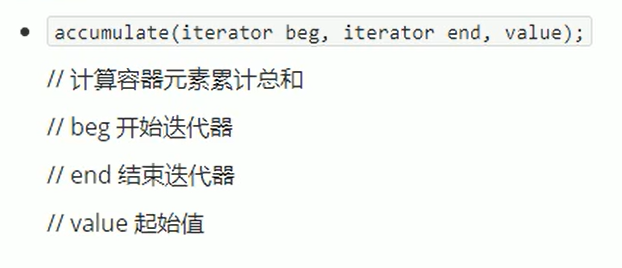 accumulate(iterator beg, iterator end, value);
// 计算容器元素累计总和
// beg 开始迭代器
// end 结束迭代器
// value 起始值